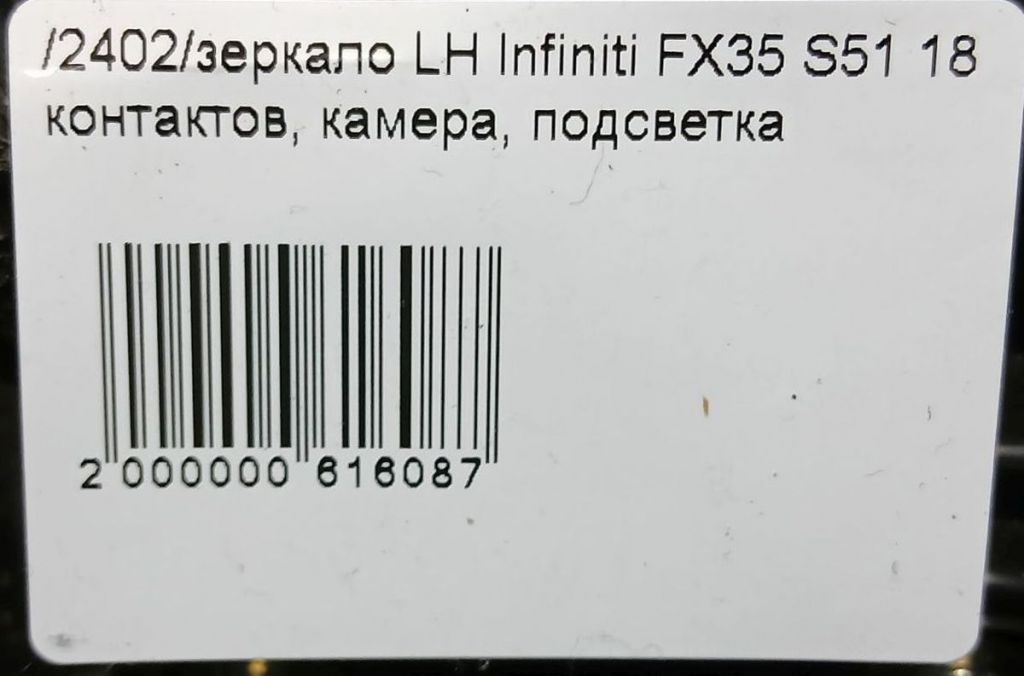 /2402/зеркало LH Infiniti FX35 S51 18
контактов, камера, подсветка
2 000000 616087